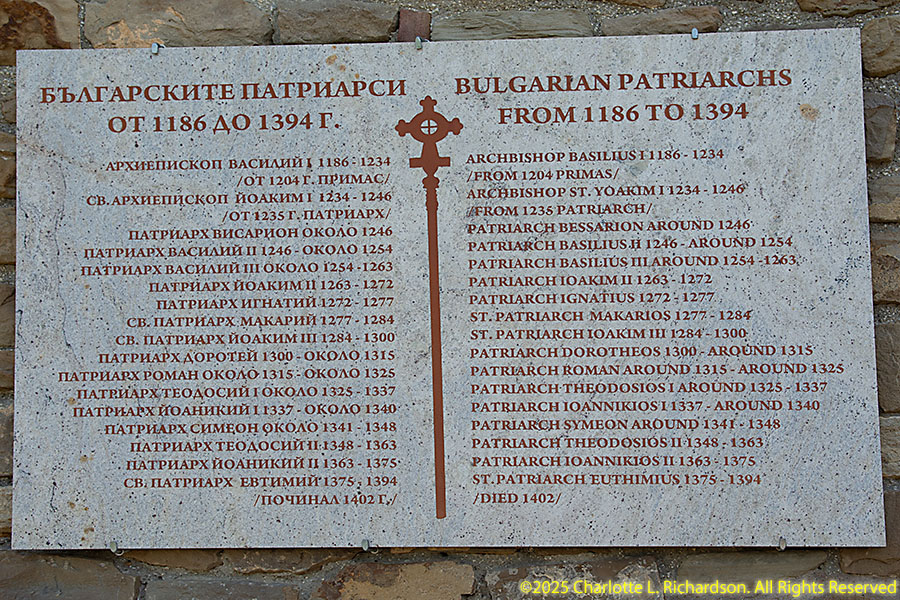 БЪЛГАРСКИТЕ ПАТРИАРСИ
ОТ 1186 ДО 1394 Г.
АРХИЕПИСКОП ВАСИЛИЙ I 1186 - 1234
/ОТ 1204 Г. ПРИМАС/
СВ. АРХИЕПИСКОП ЙОАКИМ I 1234 - 1246
/ОТ 1235 Г. ПАТРИАРХ/
ПАТРИАРХ ВИСАРИОН ОКОЛО 1246
ПАТРИАРХ ВАСИЛИЙ II 1246 - ОКОЛО 1254
ПАТРИАРХ ВАСИЛИЙ III ОКОЛО 1254 -1263
ПАТРИАРХ ЙОАКИМ II 1263 - 1272
ПАТРИАРХ ИГНАТИЙ 1272 - 1277
СВ. ПАТРИАРХ МАКАРИЙ 1277 - 1284
СВ. ПАТРИАРХ ЙОАКИМ III 1284 - 1300
ПАТРИАРХ ДОРОТЕЙ 1300 - ОКОЛО 1315
ПАТРИАРХ РОМАН ОКОЛО 1315 - ОКОЛО 1325
ПАТРИАРХ ТЕОДОСИЙ I ОКОЛО 1325 - 1337
ПАТРИАРХ ЙОАНИКИЙ I 1337 - ОКОЛО 1340
ПАТРИАРХ СИМЕОН ОКОЛО 1341 - 1348
ПАТРИАРХ ТЕОДОСИЙ II 1348 - 1363
ПАТРИАРХ ЙОАНИКИЙ II 1363 - 1375
СВ. ПАТРИАРХ ЕВТИМИЙ 1375 - 1394
/ПОЧИНАЛ 1402 Г./
BULGARIAN PATRIARCHS
FROM 1186 TO 1394
ARCHBISHOP BASILIUS I 1186 - 1234
/FROM 1204 PRIMAS/
ARCHBISHOP ST. YOAKIM I 1234 - 1246
/FROM 1235 PATRIARCH/
PATRIARCH BESSARION AROUND 1246
PATRIARCH BASILIUS II 1246 - AROUND 1254
PATRIARCH BASILIUS III AROUND 1254 -1263
PATRIARCH IOAKIM II 1263 - 1272
PATRIARCH IGNATIUS 1272 - 1277
ST. PATRIARCH MAKARIOS 1277 - 1284
ST. PATRIARCH IOAKIM III 1284 - 1300
PATRIARCH DOROTHEOS 1300 - AROUND 1315
PATRIARCH ROMAN AROUND 1315 - AROUND 1325
PATRIARCH THEODOSIOS I AROUND 1325 - 1337
PATRIARCH IOANNIKIOS I 1337 - AROUND 1340
PATRIARCH SYMEON AROUND 1341 - 1348
PATRIARCH THEODOSIOS II 1348 - 1363
PATRIARCH IOANNIKIOS II 1363 - 1375
ST. PATRIARCH EUTHIMIUS 1375 - 1394
/DIED 1402/
©2025 Charlotte L. Richardson. All Rights Reserved